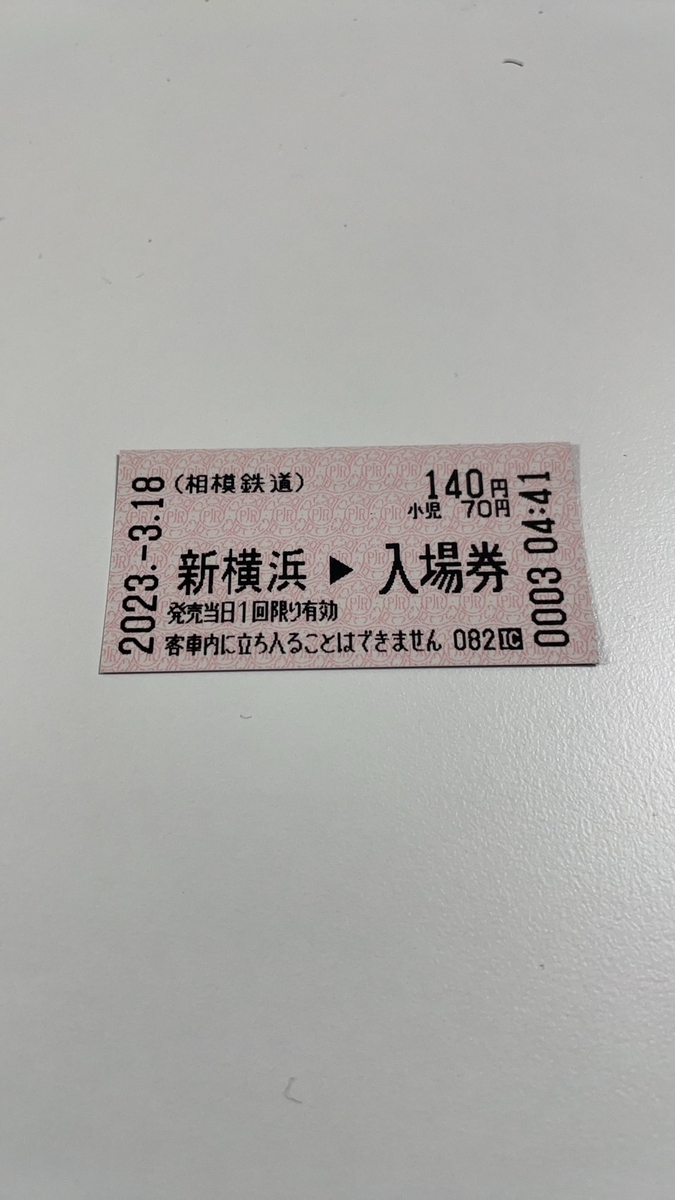 2023.-3.18
(相模鉄道)
140円
小児 70円
新横浜▶入場券
発売当日1回限り有効
客車内に立ち入ることはできません 082 IC
0003 04:41